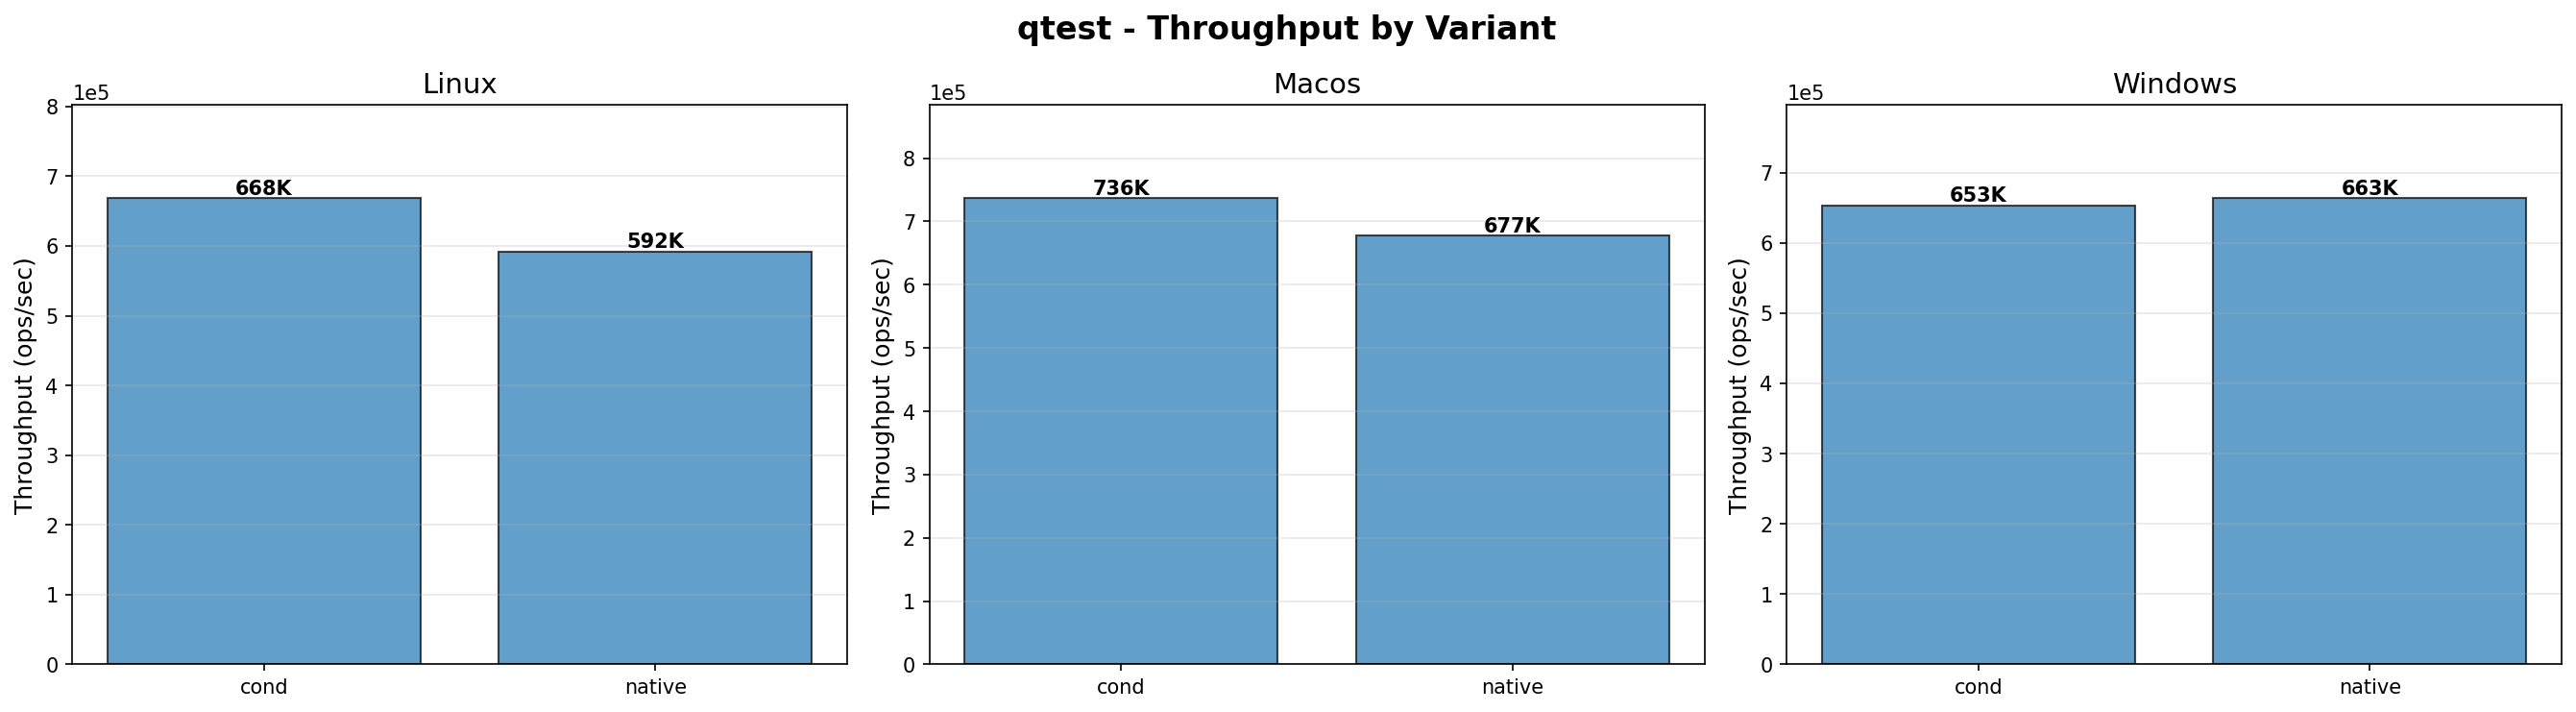 qtest - Throughput by Variant
Linux
1e5
8
7
6
5
4
3
2
1
0
Throughput (ops/sec)
668K
592K
cond
native
Macos
1e5
8
7
6
5
4
3
2
1
0
Throughput (ops/sec)
736K
677K
cond
native
Windows
1e5
7
6
5
4
3
2
1
0
Throughput (ops/sec)
653K
663K
cond
native